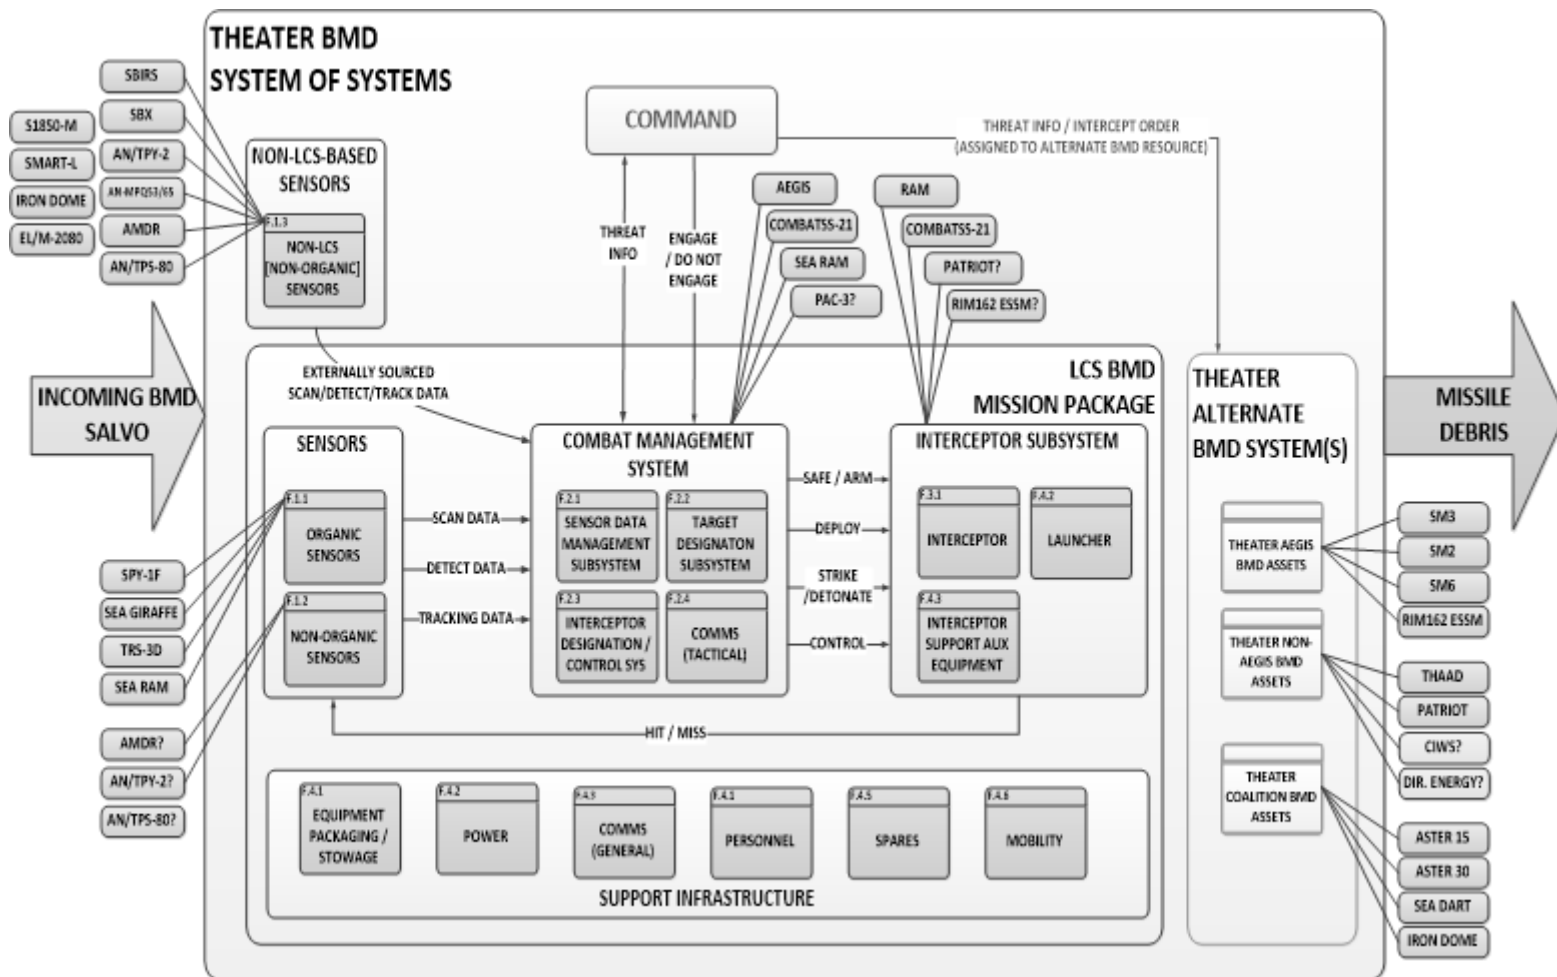 THEATER BMD
SYSTEM OF SYSTEMS
SBIRS
SBX
AN/TPY-2
AN-MPQ53/65
AMDR
AN/TPS-80
S1850-M
SMART-L
IRON DOME
EL/M-2080
NON-LCS-BASED
SENSORS
F.1.3
NON-LCS
[NON-ORGANIC]
SENSORS
COMMAND
THREAT INFO / INTERCEPT ORDER
(ASSIGNED TO ALTERNATE BMD RESOURCE)
THREAT
INFO
ENGAGE
/ DO NOT
ENGAGE
AEGIS
COMBATSS-21
SEA RAM
PAC-3?
RAM
COMBATSS-21
PATRIOT?
RIM162 ESSM?
INCOMING BMD
SALVO
EXTERNALLY SOURCED
SCAN/DETECT/TRACK DATA
LCS BMD
MISSION PACKAGE
SENSORS
F.1.1
ORGANIC
SENSORS
F.1.2
NON-ORGANIC
SENSORS
SPY-1F
SEA GIRAFFE
TRS-3D
SEA RAM
AMDR?
AN/TPY-2?
AN/TPS-80?
SCAN DATA
DETECT DATA
TRACKING DATA
COMBAT MANAGEMENT
SYSTEM
F.2.1
SENSOR DATA
MANAGEMENT
SUBSYSTEM
F.2.2
TARGET
DESIGNATON
SUBSYSTEM
F.2.3
INTERCEPTOR
DESIGNATION /
CONTROL SYS
F.2.4
COMMS
(TACTICAL)
SAFE / ARM
DEPLOY
STRIKE
/DETONATE
CONTROL
INTERCEPTOR SUBSYSTEM
F.3.1
INTERCEPTOR
F.4.2
LAUNCHER
F.4.3
INTERCEPTOR
SUPPORT AUX
EQUIPMENT
HIT / MISS
F.4.1
EQUIPMENT
PACKAGING /
STOWAGE
F.4.2
POWER
F.4.3
COMMS
(GENERAL)
F.4.1
PERSONNEL
F.4.5
SPARES
F.4.6
MOBILITY
SUPPORT INFRASTRUCTURE
THEATER
ALTERNATE
BMD SYSTEM(S)
THEATER AEGIS
BMD ASSETS
THEATER NON-
AEGIS BMD
ASSETS
THEATER
COALITION BMD
ASSETS
MISSILE
DEBRIS
SM3
SM2
SM6
RIM162 ESSM
THAAD
PATRIOT
CIWS?
DIR. ENERGY?
ASTER 15
ASTER 30
SEA DART
IRON DOME